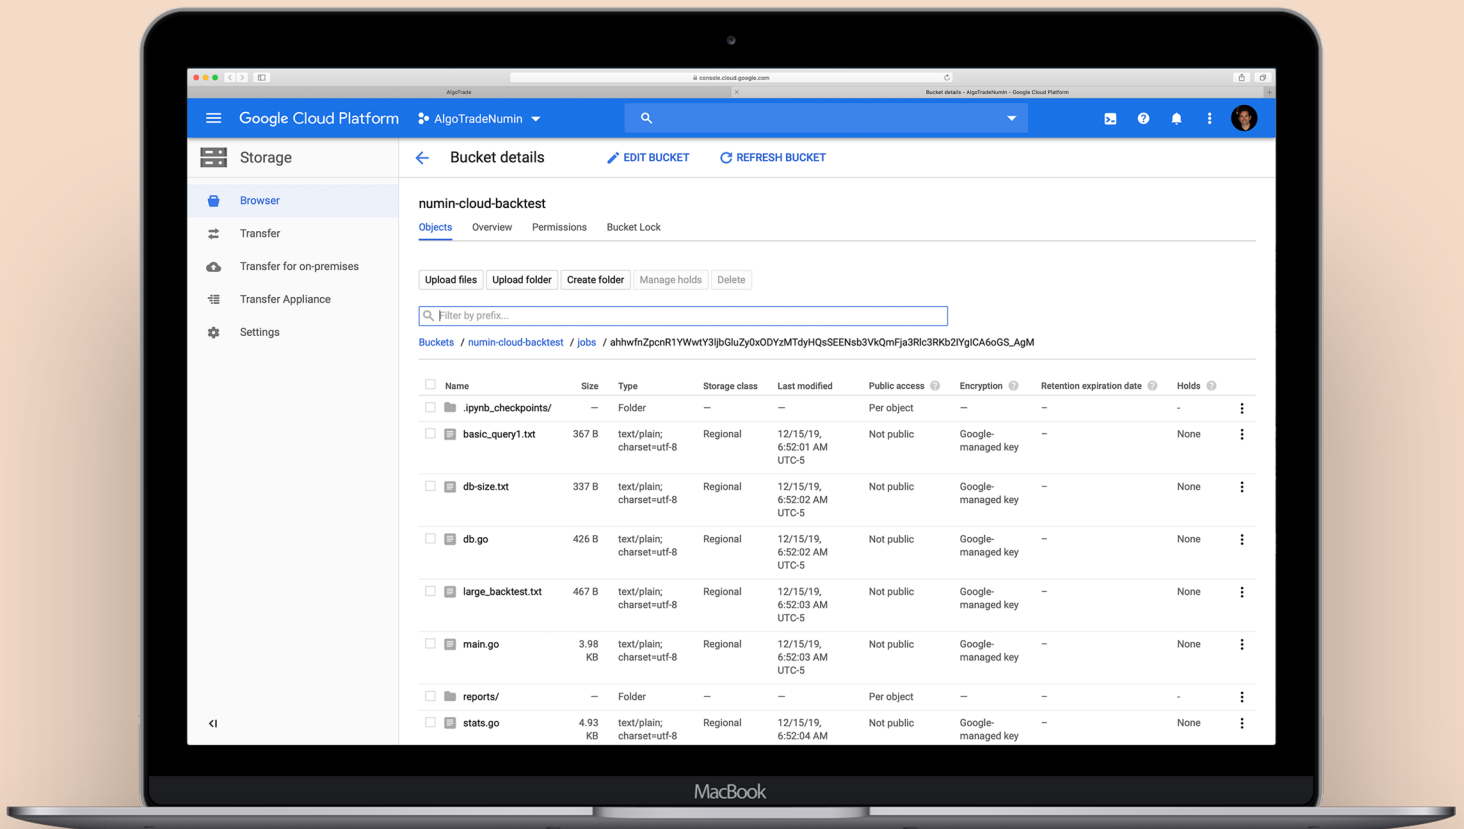 console.cloud.google.com
AlgoTrade
Bucket details - AlgoTradeNumin - Google Cloud Platform
Google Cloud Platform
AlgoTradeNumin
Storage
Bucket details
EDIT BUCKET
REFRESH BUCKET
Browser
Transfer
Transfer for on-premises
Transfer Appliance
Settings
numin-cloud-backtest
Objects Overview Permissions Bucket Lock
Upload files Upload folder Create folder Manage holds Delete
Filter by prefix...
Buckets / numin-cloud-backtest / jobs / ahhwfnZpcnR1YWwtY3ljbGluZy0xODYzMTdyHQsSEENsb3VkQmFja3Rlc3RKb2IYgICA6oGS_AgM
Name Size Type Storage class Last modified Public access Encryption Retention expiration date Holds
.ipynb_checkpoints/ — Folder — — Per object — – -
basic_query1.txt 367 B text/plain; Regional 12/15/19, Not public Google- – None
charset=utf-8 6:52:01 AM managed key
UTC-5
db-size.txt 337 B text/plain; Regional 12/15/19, Not public Google- – None
charset=utf-8 6:52:02 AM managed key
UTC-5
db.go 426 B text/plain; Regional 12/15/19, Not public Google- – None
charset=utf-8 6:52:02 AM managed key
UTC-5
large_backtest.txt 467 B text/plain; Regional 12/15/19, Not public Google- – None
charset=utf-8 6:52:03 AM managed key
UTC-5
main.go 3.98 text/plain; Regional 12/15/19, Not public Google- – None
KB charset=utf-8 6:52:03 AM managed key
UTC-5
reports/ — Folder — — Per object — – -
stats.go 4.93 text/plain; Regional 12/15/19, Not public Google- – None
KB charset=utf-8 6:52:04 AM managed key
MacBook